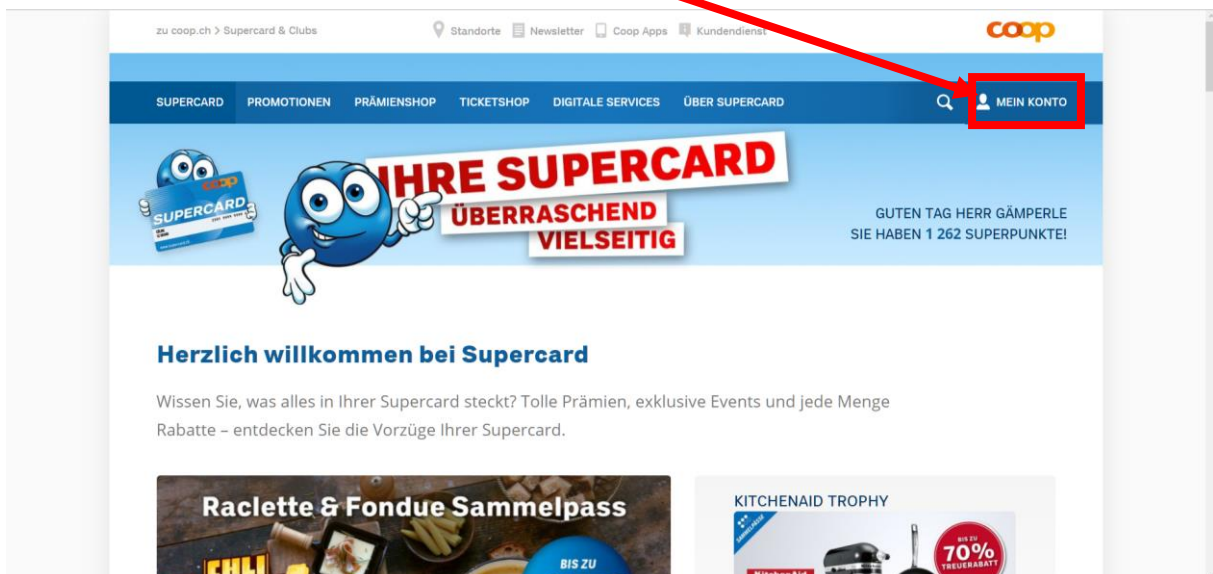 zu coop.ch > Supercard & Clubs
Standorte Newsletter Coop Apps Kundendienst
coop
SUPERCARD PROMOTIONEN PRÄMIENSHOP TICKETSHOP DIGITALE SERVICES ÜBER SUPERCARD MEIN KONTO
coop
SUPERCARD
IHRE SUPERCARD
ÜBERRASCHEND
VIELSEITIG
GUTEN TAG HERR GÄMPERLE
SIE HABEN 1 262 SUPERPUNKTE!
Herzlich willkommen bei Supercard
Wissen Sie, was alles in Ihrer Supercard steckt? Tolle Prämien, exklusive Events und jede Menge
Rabatte – entdecken Sie die Vorzüge Ihrer Supercard.
Raclette & Fondue Sammelpass
CHLI
BIS ZU
KITCHENAID TROPHY
SAMMELPÄSSE
BIS ZU
70%
TREUERABATT
KitchenAid